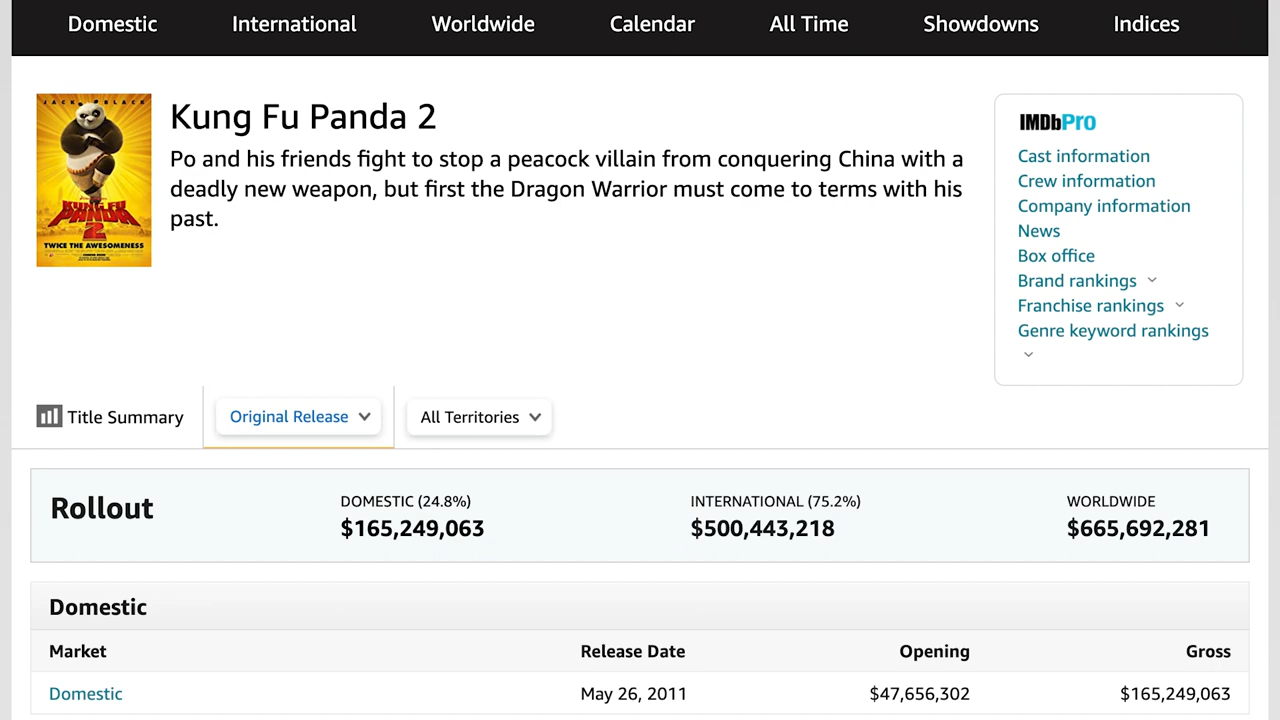 Domestic International Worldwide Calendar All Time Showdowns Indices
JACK BLACK
KUNG FU
PANDA
2
TWICE THE AWESOMENESS
Kung Fu Panda 2
Po and his friends fight to stop a peacock villain from conquering China with a
deadly new weapon, but first the Dragon Warrior must come to terms with his
past.
IMDbPro
Cast information
Crew information
Company information
News
Box office
Brand rankings
Franchise rankings
Genre keyword rankings
Title Summary Original Release All Territories
Rollout
DOMESTIC (24.8%) INTERNATIONAL (75.2%) WORLDWIDE
$165,249,063 $500,443,218 $665,692,281
Domestic
Market Release Date Opening Gross
Domestic May 26, 2011 $47,656,302 $165,249,063